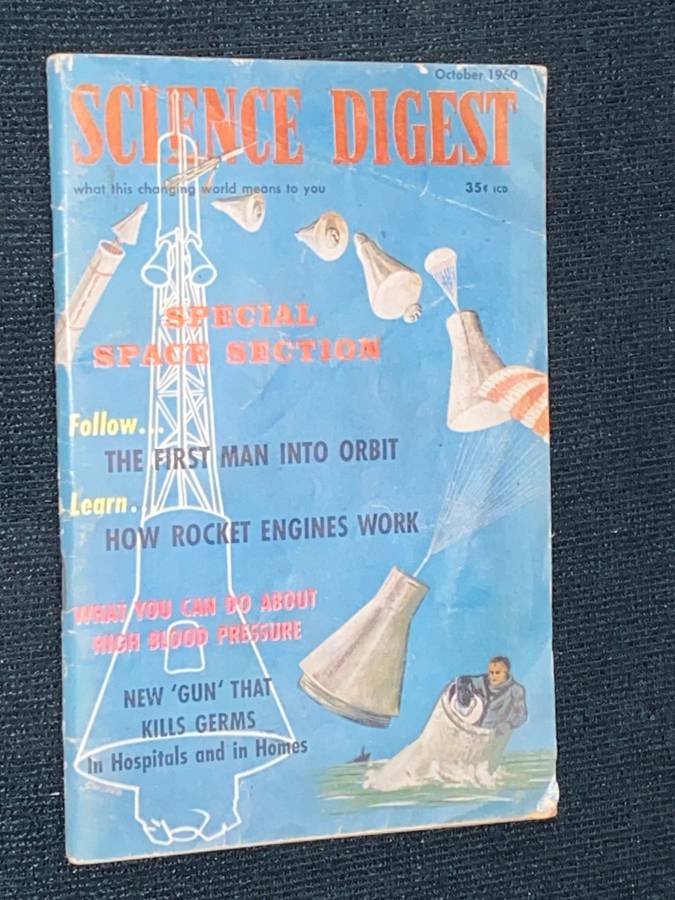 October 1960
SCIENCE DIGEST
what this changing world means to you
35¢ ICD
SPECIAL
SPACE SECTION
Follow...
THE FIRST MAN INTO ORBIT
Learn..
HOW ROCKET ENGINES WORK
WHAT YOU CAN DO ABOUT
HIGH BLOOD PRESSURE
NEW 'GUN' THAT
KILLS GERMS
In Hospitals and in Homes